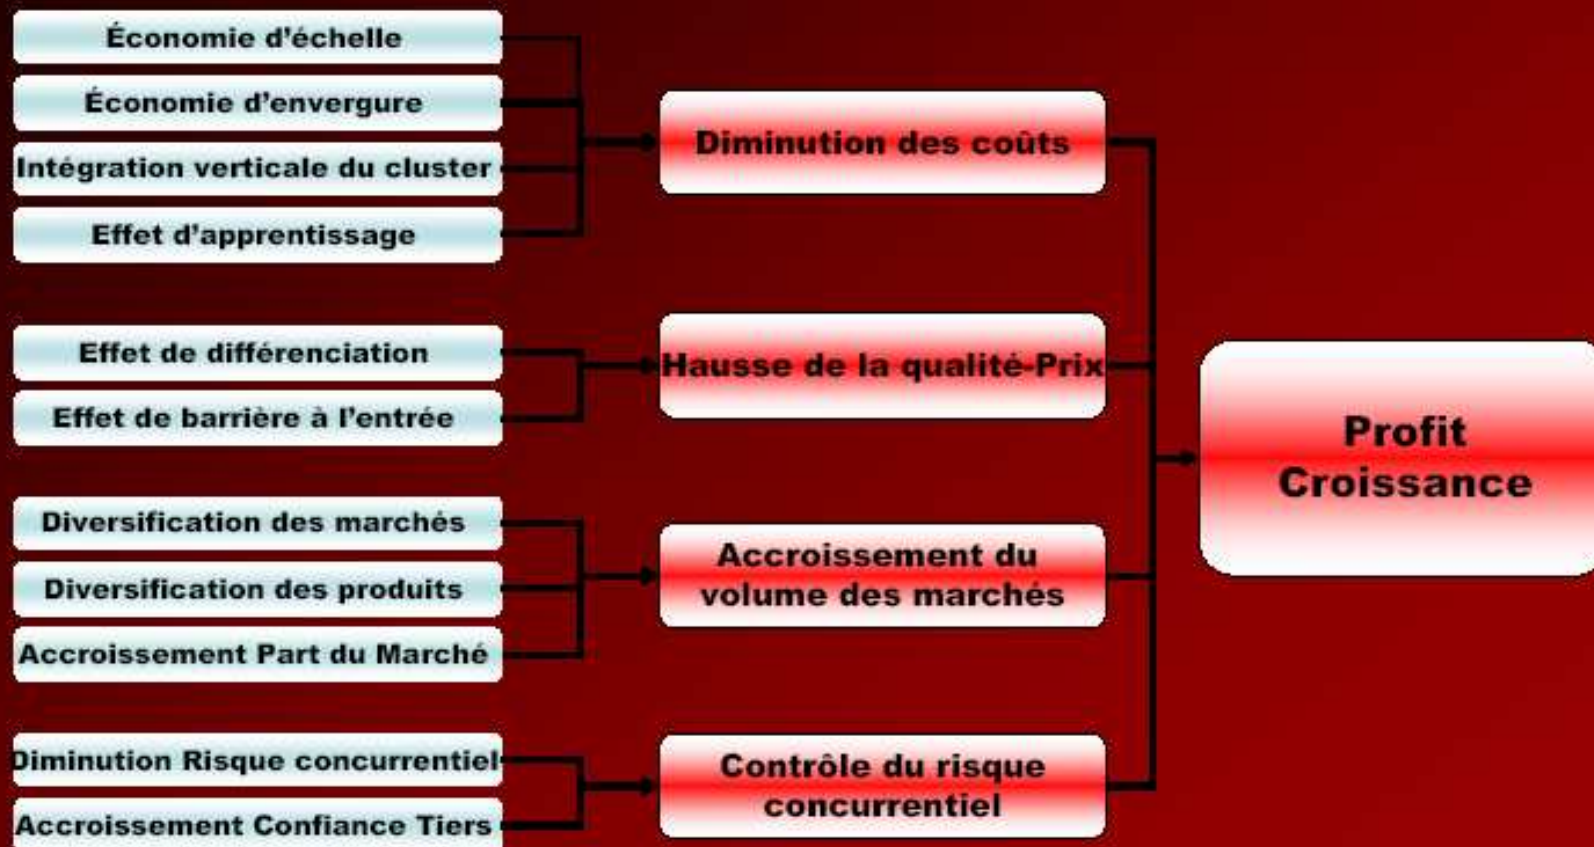 Économie d'échelle
Économie d'envergure
Intégration verticale du cluster
Effet d'apprentissage
Diminution des coûts
Effet de différenciation
Effet de barrière à l'entrée
Hausse de la qualité-Prix
Diversification des marchés
Diversification des produits
Accroissement Part du Marché
Accroissement du
volume des marchés
Diminution Risque concurrentiel
Accroissement Confiance Tiers
Contrôle du risque
concurrentiel
Profit
Croissance